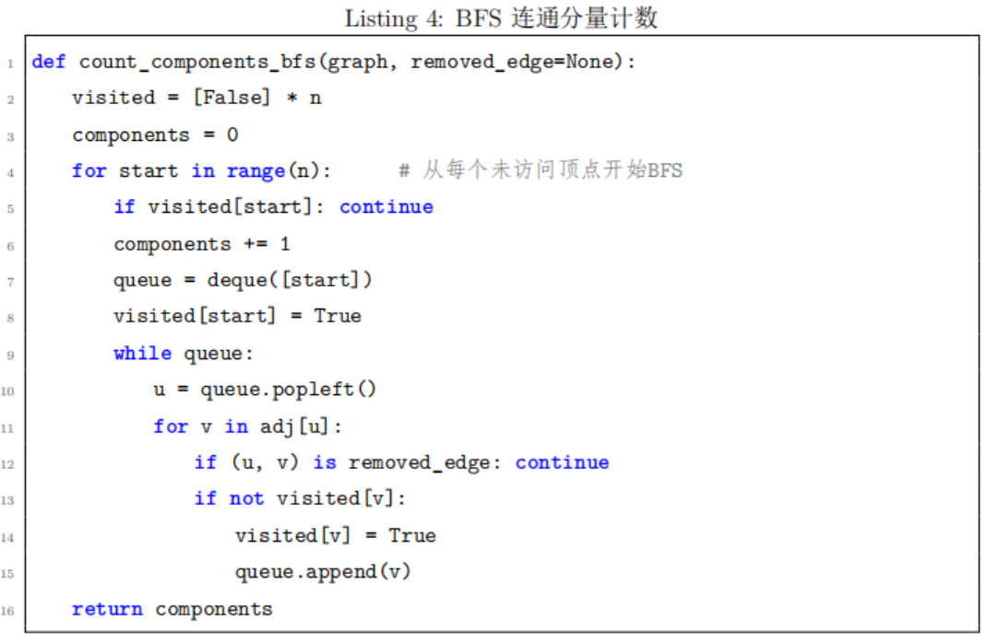 Listing 4: BFS 连通分量计数
1 def count_components_bfs(graph, removed_edge=None):
2 visited = [False] * n
3 components = 0
4 for start in range(n): # 从每个未访问顶点开始BFS
5 if visited[start]: continue
6 components += 1
7 queue = deque([start])
8 visited[start] = True
9 while queue:
10 u = queue.popleft()
11 for v in adj[u]:
12 if (u, v) is removed_edge: continue
13 if not visited[v]:
14 visited[v] = True
15 queue.append(v)
16 return components